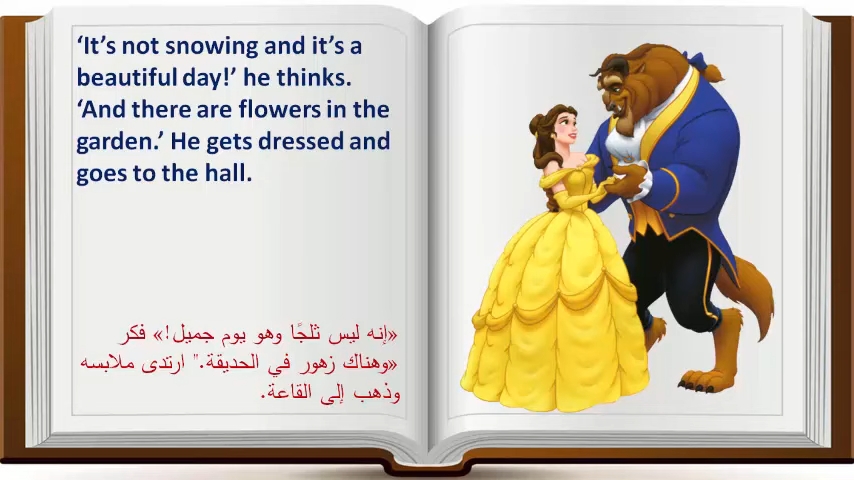 ‘It’s not snowing and it’s a
beautiful day!’ he thinks.
‘And there are flowers in the
garden.’ He gets dressed and
goes to the hall.
«إنه ليس ثلجًا وهو يوم جميل!» فكر
«وهناك زهور في الحديقة." ارتدى ملابسه
وذهب إلى القاعة.